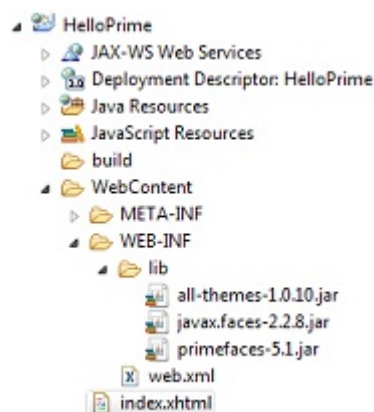 HelloPrime
JAX-WS Web Services
Deployment Descriptor: HelloPrime
Java Resources
JavaScript Resources
build
WebContent
META-INF
WEB-INF
lib
all-themes-1.0.10.jar
javax.faces-2.2.8.jar
primefaces-5.1.jar
web.xml
index.xhtml